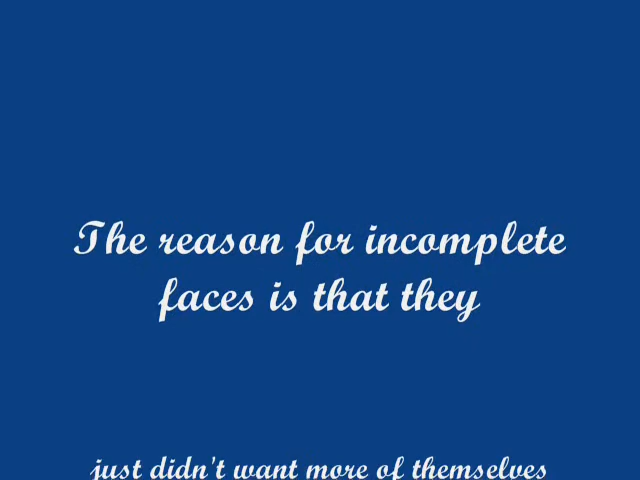 The reason for incomplete
faces is that they
just didn't want more of themselves